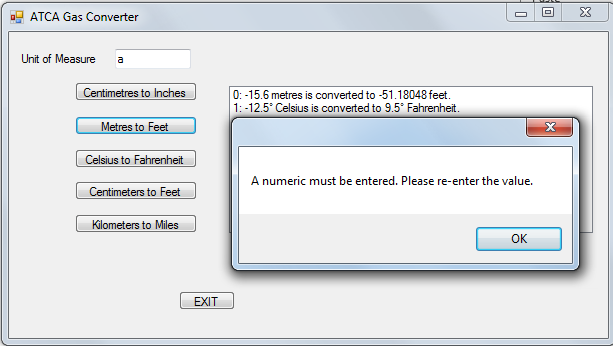 ATCA Gas Converter
Unit of Measure a
Centimetres to Inches
0: -15.6 metres is converted to -51.18048 feet.
1: -12.5° Celsius is converted to 9.5° Fahrenheit.
Metres to Feet
A numeric must be entered. Please re-enter the value.
Celsius to Fahrenheit
Centimeters to Feet
Kilometers to Miles
OK
EXIT